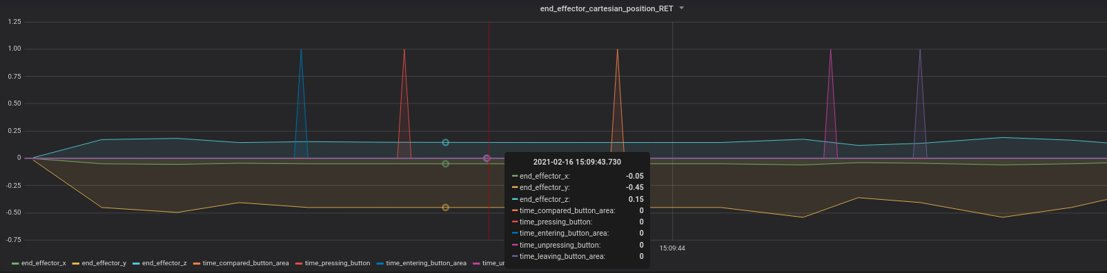 end_effector_cartesian_position_RET
1.25
1.00
0.75
0.50
0.25
0
-0.25
-0.50
-0.75
2021-02-16 15:09:43.730
end_effector_x: -0.05
end_effector_y: -0.45
end_effector_z: 0.15
time_compared_button_area: 0
time_pressing_button: 0
time_entering_button_area: 0
time_unpressing_button: 0
time_leaving_button_area: 0
15:09:44
end_effector_x end_effector_y end_effector_z time_compared_button_area time_pressing_button time_entering_button_area time_ur